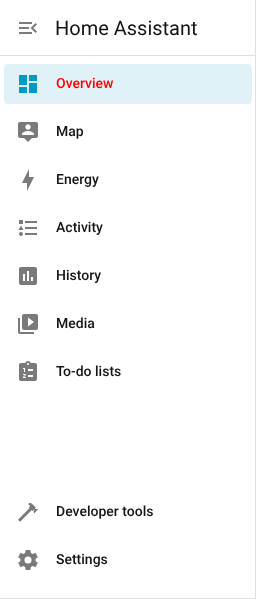 Home Assistant
Overview
Map
Energy
Activity
History
Media
To-do lists
Developer tools
Settings